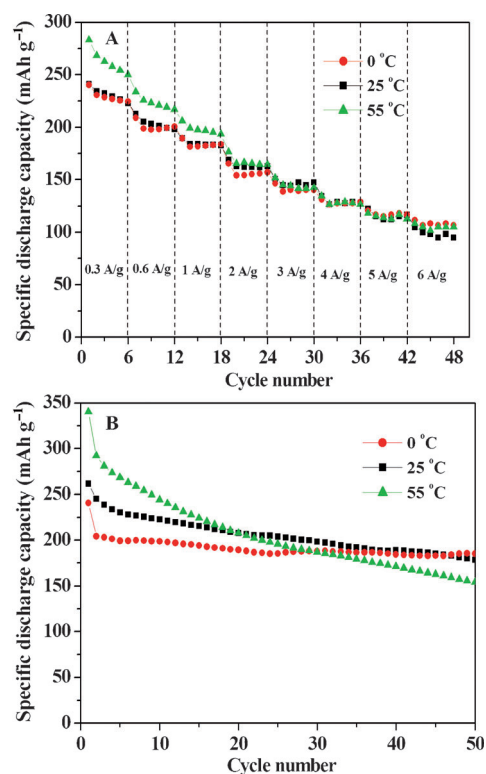 A
0 °C
25 °C
55 °C
300
250
200
150
100
50
0
Specific discharge capacity (mAh g⁻¹)
0.3 A/g 0.6 A/g 1 A/g 2 A/g 3 A/g 4 A/g 5 A/g 6 A/g
0 6 12 18 24 30 36 42 48
Cycle number
B
0 °C
25 °C
55 °C
350
300
250
200
150
100
50
0
Specific discharge capacity (mAh g⁻¹)
0 10 20 30 40 50
Cycle number